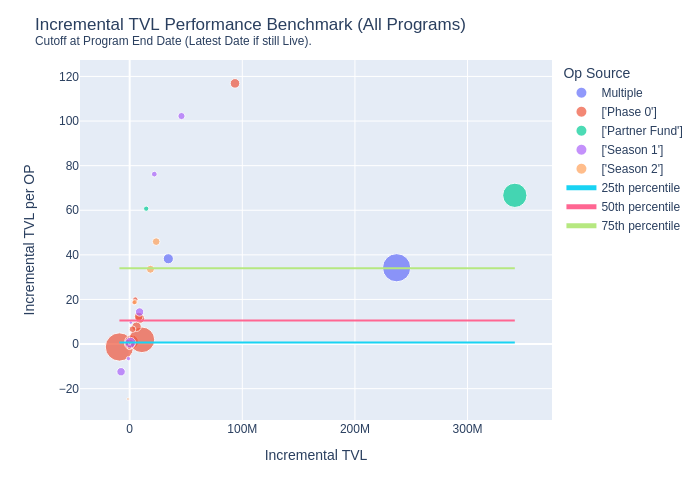 Incremental TVL Performance Benchmark (All Programs)
Cutoff at Program End Date (Latest Date if still Live).
Incremental TVL per OP
120
100
80
60
40
20
0
−20
0
100M
200M
300M
Incremental TVL
Op Source
Multiple
['Phase 0']
['Partner Fund']
['Season 1']
['Season 2']
25th percentile
50th percentile
75th percentile